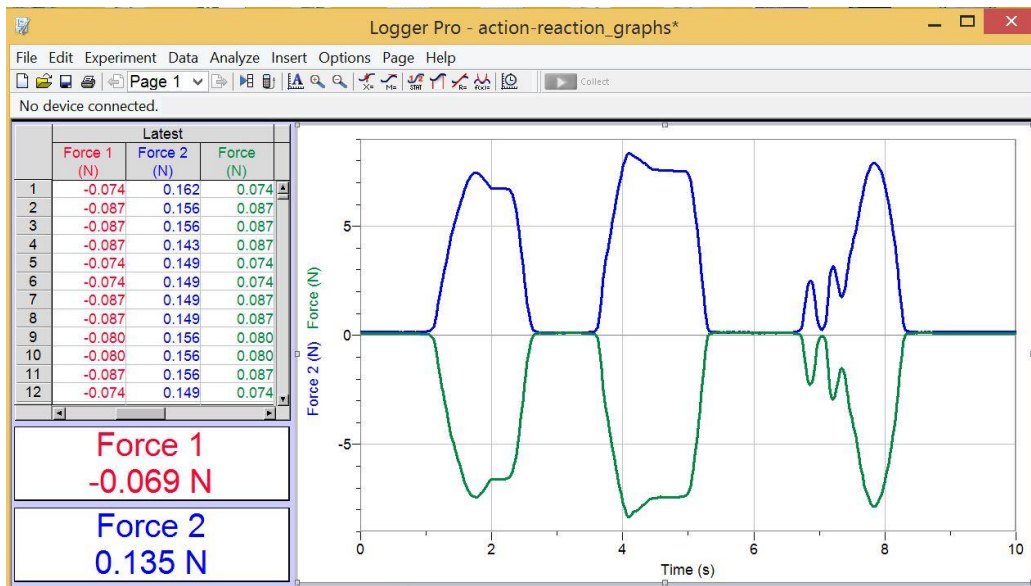 Logger Pro - action-reaction_graphs*
File Edit Experiment Data Analyze Insert Options Page Help
Page 1
Collect
No device connected.
Latest
Force 1 Force 2 Force
(N) (N) (N)
1 -0.074 0.162 0.074
2 -0.087 0.156 0.087
3 -0.087 0.156 0.087
4 -0.087 0.143 0.087
5 -0.074 0.149 0.074
6 -0.074 0.149 0.074
7 -0.087 0.149 0.087
8 -0.087 0.149 0.087
9 -0.080 0.156 0.080
10 -0.080 0.156 0.080
11 -0.087 0.156 0.087
12 -0.074 0.149 0.074
Force 1
-0.069 N
Force 2
0.135 N
Force 2 (N) Force (N)
5
0
-5
0 2 4 6 8 10
Time (s)